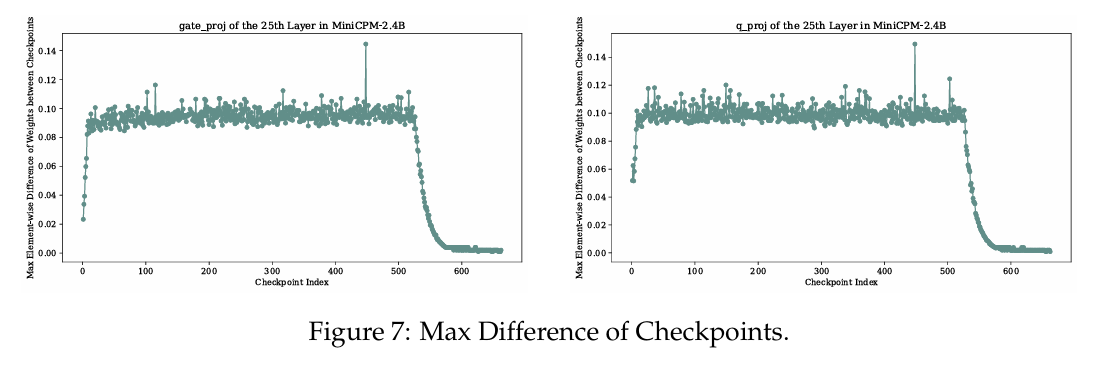 gate_proj of the 25th Layer in MiniCPM-2.4B
Max Element-wise Difference of Weights between Checkpoints
0.14
0.12
0.10
0.08
0.06
0.04
0.02
0.00
0 100 200 300 400 500 600
Checkpoint Index
q_proj of the 25th Layer in MiniCPM-2.4B
Max Element-wise Difference of Weights between Checkpoints
0.14
0.12
0.10
0.08
0.06
0.04
0.02
0.00
0 100 200 300 400 500 600
Checkpoint Index
Figure 7: Max Difference of Checkpoints.